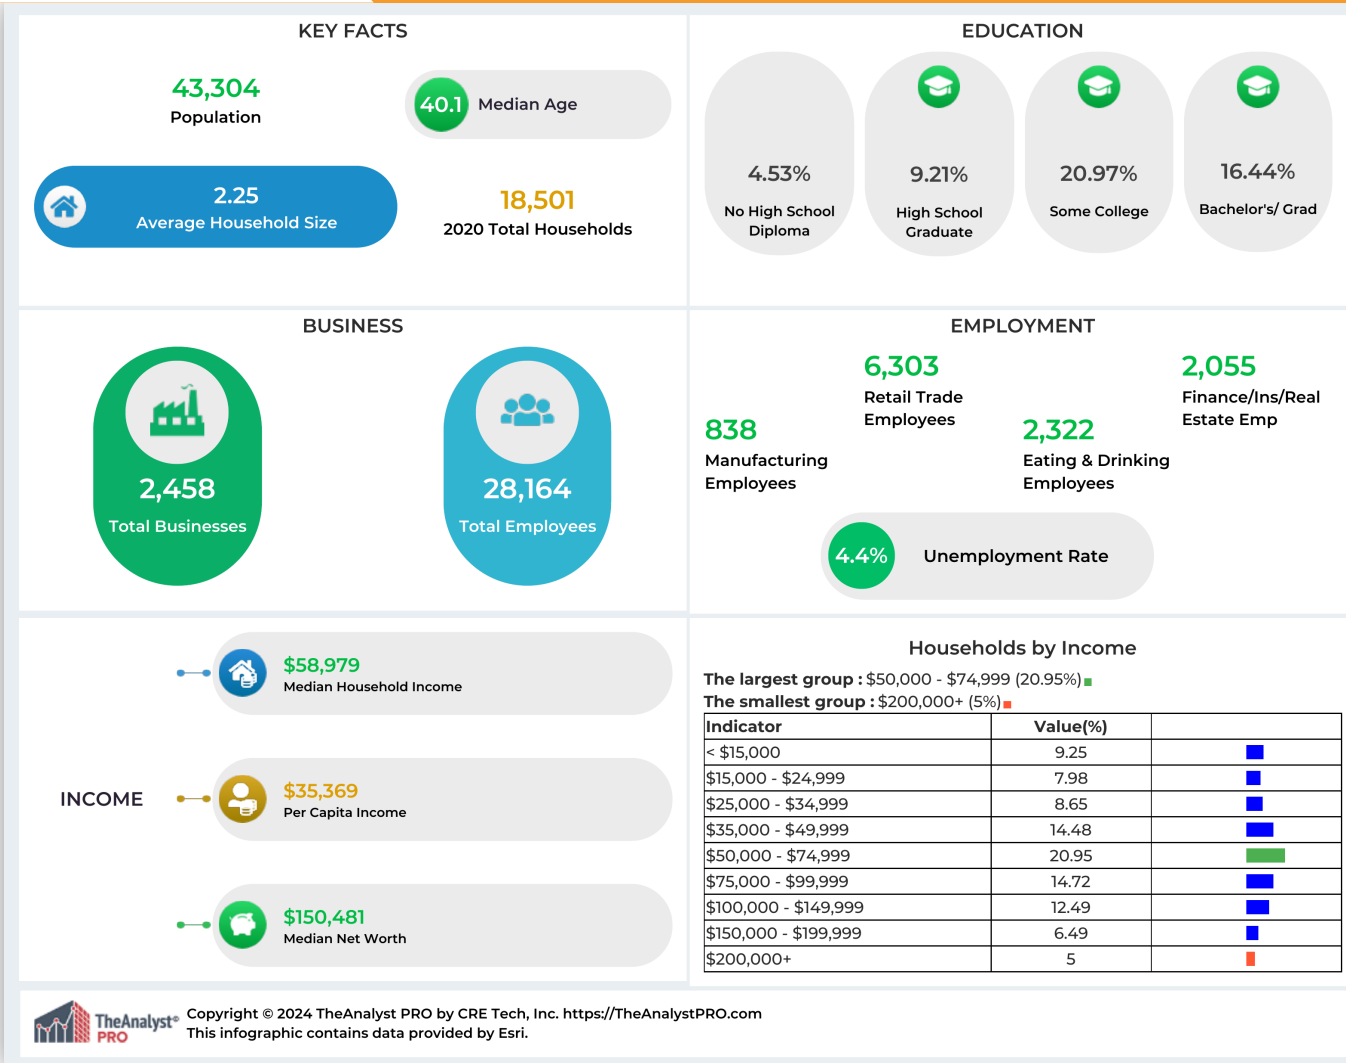 KEY FACTS
43,304
Population
40.1 Median Age
2.25
Average Household Size
18,501
2020 Total Households
EDUCATION
4.53%
No High School
Diploma
9.21%
High School
Graduate
20.97%
Some College
16.44%
Bachelor's/ Grad
BUSINESS
2,458
Total Businesses
28,164
Total Employees
EMPLOYMENT
838
Manufacturing
Employees
6,303
Retail Trade
Employees
2,322
Eating & Drinking
Employees
2,055
Finance/Ins/Real
Estate Emp
4.4% Unemployment Rate
INCOME
$58,979
Median Household Income
$35,369
Per Capita Income
$150,481
Median Net Worth
Households by Income
The largest group : $50,000 - $74,999 (20.95%)
The smallest group : $200,000+ (5%)
Indicator Value(%)
< $15,000 9.25
$15,000 - $24,999 7.98
$25,000 - $34,999 8.65
$35,000 - $49,999 14.48
$50,000 - $74,999 20.95
$75,000 - $99,999 14.72
$100,000 - $149,999 12.49
$150,000 - $199,999 6.49
$200,000+ 5
TheAnalyst®
PRO
Copyright © 2024 TheAnalyst PRO by CRE Tech, Inc. https://TheAnalystPRO.com
This infographic contains data provided by Esri.